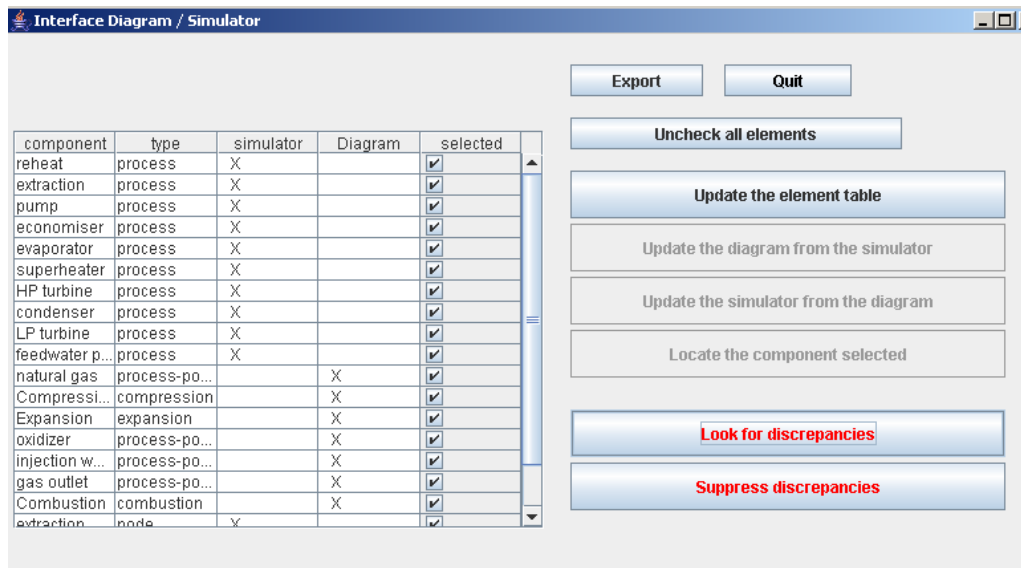 Interface Diagram / Simulator
Export Quit
Uncheck all elements
Update the element table
Update the diagram from the simulator
Update the simulator from the diagram
Locate the component selected
Look for discrepancies
Suppress discrepancies
component type simulator Diagram selected
reheat process X
extraction process X
pump process X
economiser process X
evaporator process X
superheater process X
HP turbine process X
condenser process X
LP turbine process X
feedwater p... process X
natural gas process-po... X
Compressi... compression X
Expansion expansion X
oxidizer process-po... X
injection w... process-po... X
gas outlet process-po... X
Combustion combustion X
extraction node X